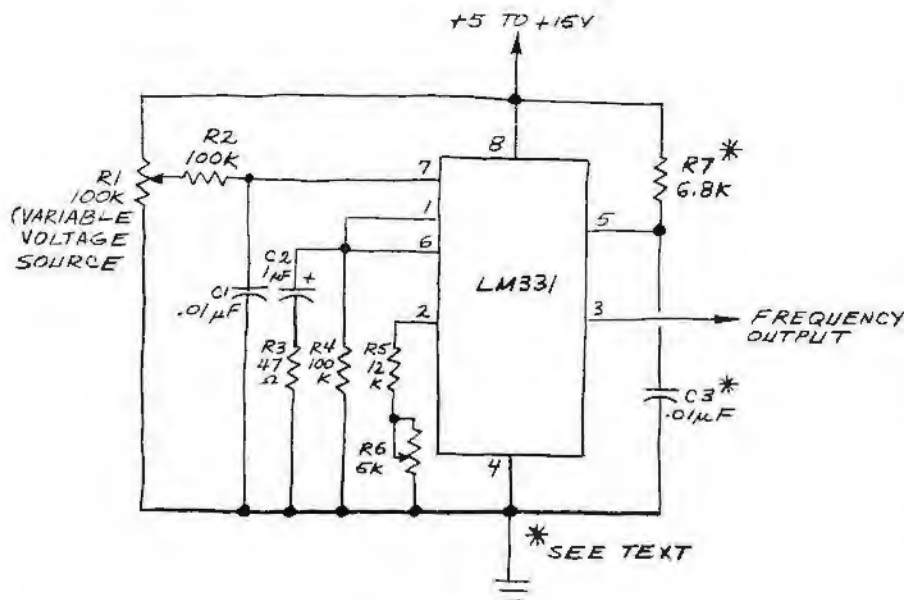 +5 TO +15V
8
R7*
6.8K
R2
100K
R1
100K
(VARIABLE
VOLTAGE
SOURCE
7
1
6
5
LM331
C2
1µF +
C1
.01µF
2
3
FREQUENCY
OUTPUT
R3
47
Ω
R4
100
K
R5
12
K
C3*
.01µF
R6
5K
4
* SEE TEXT